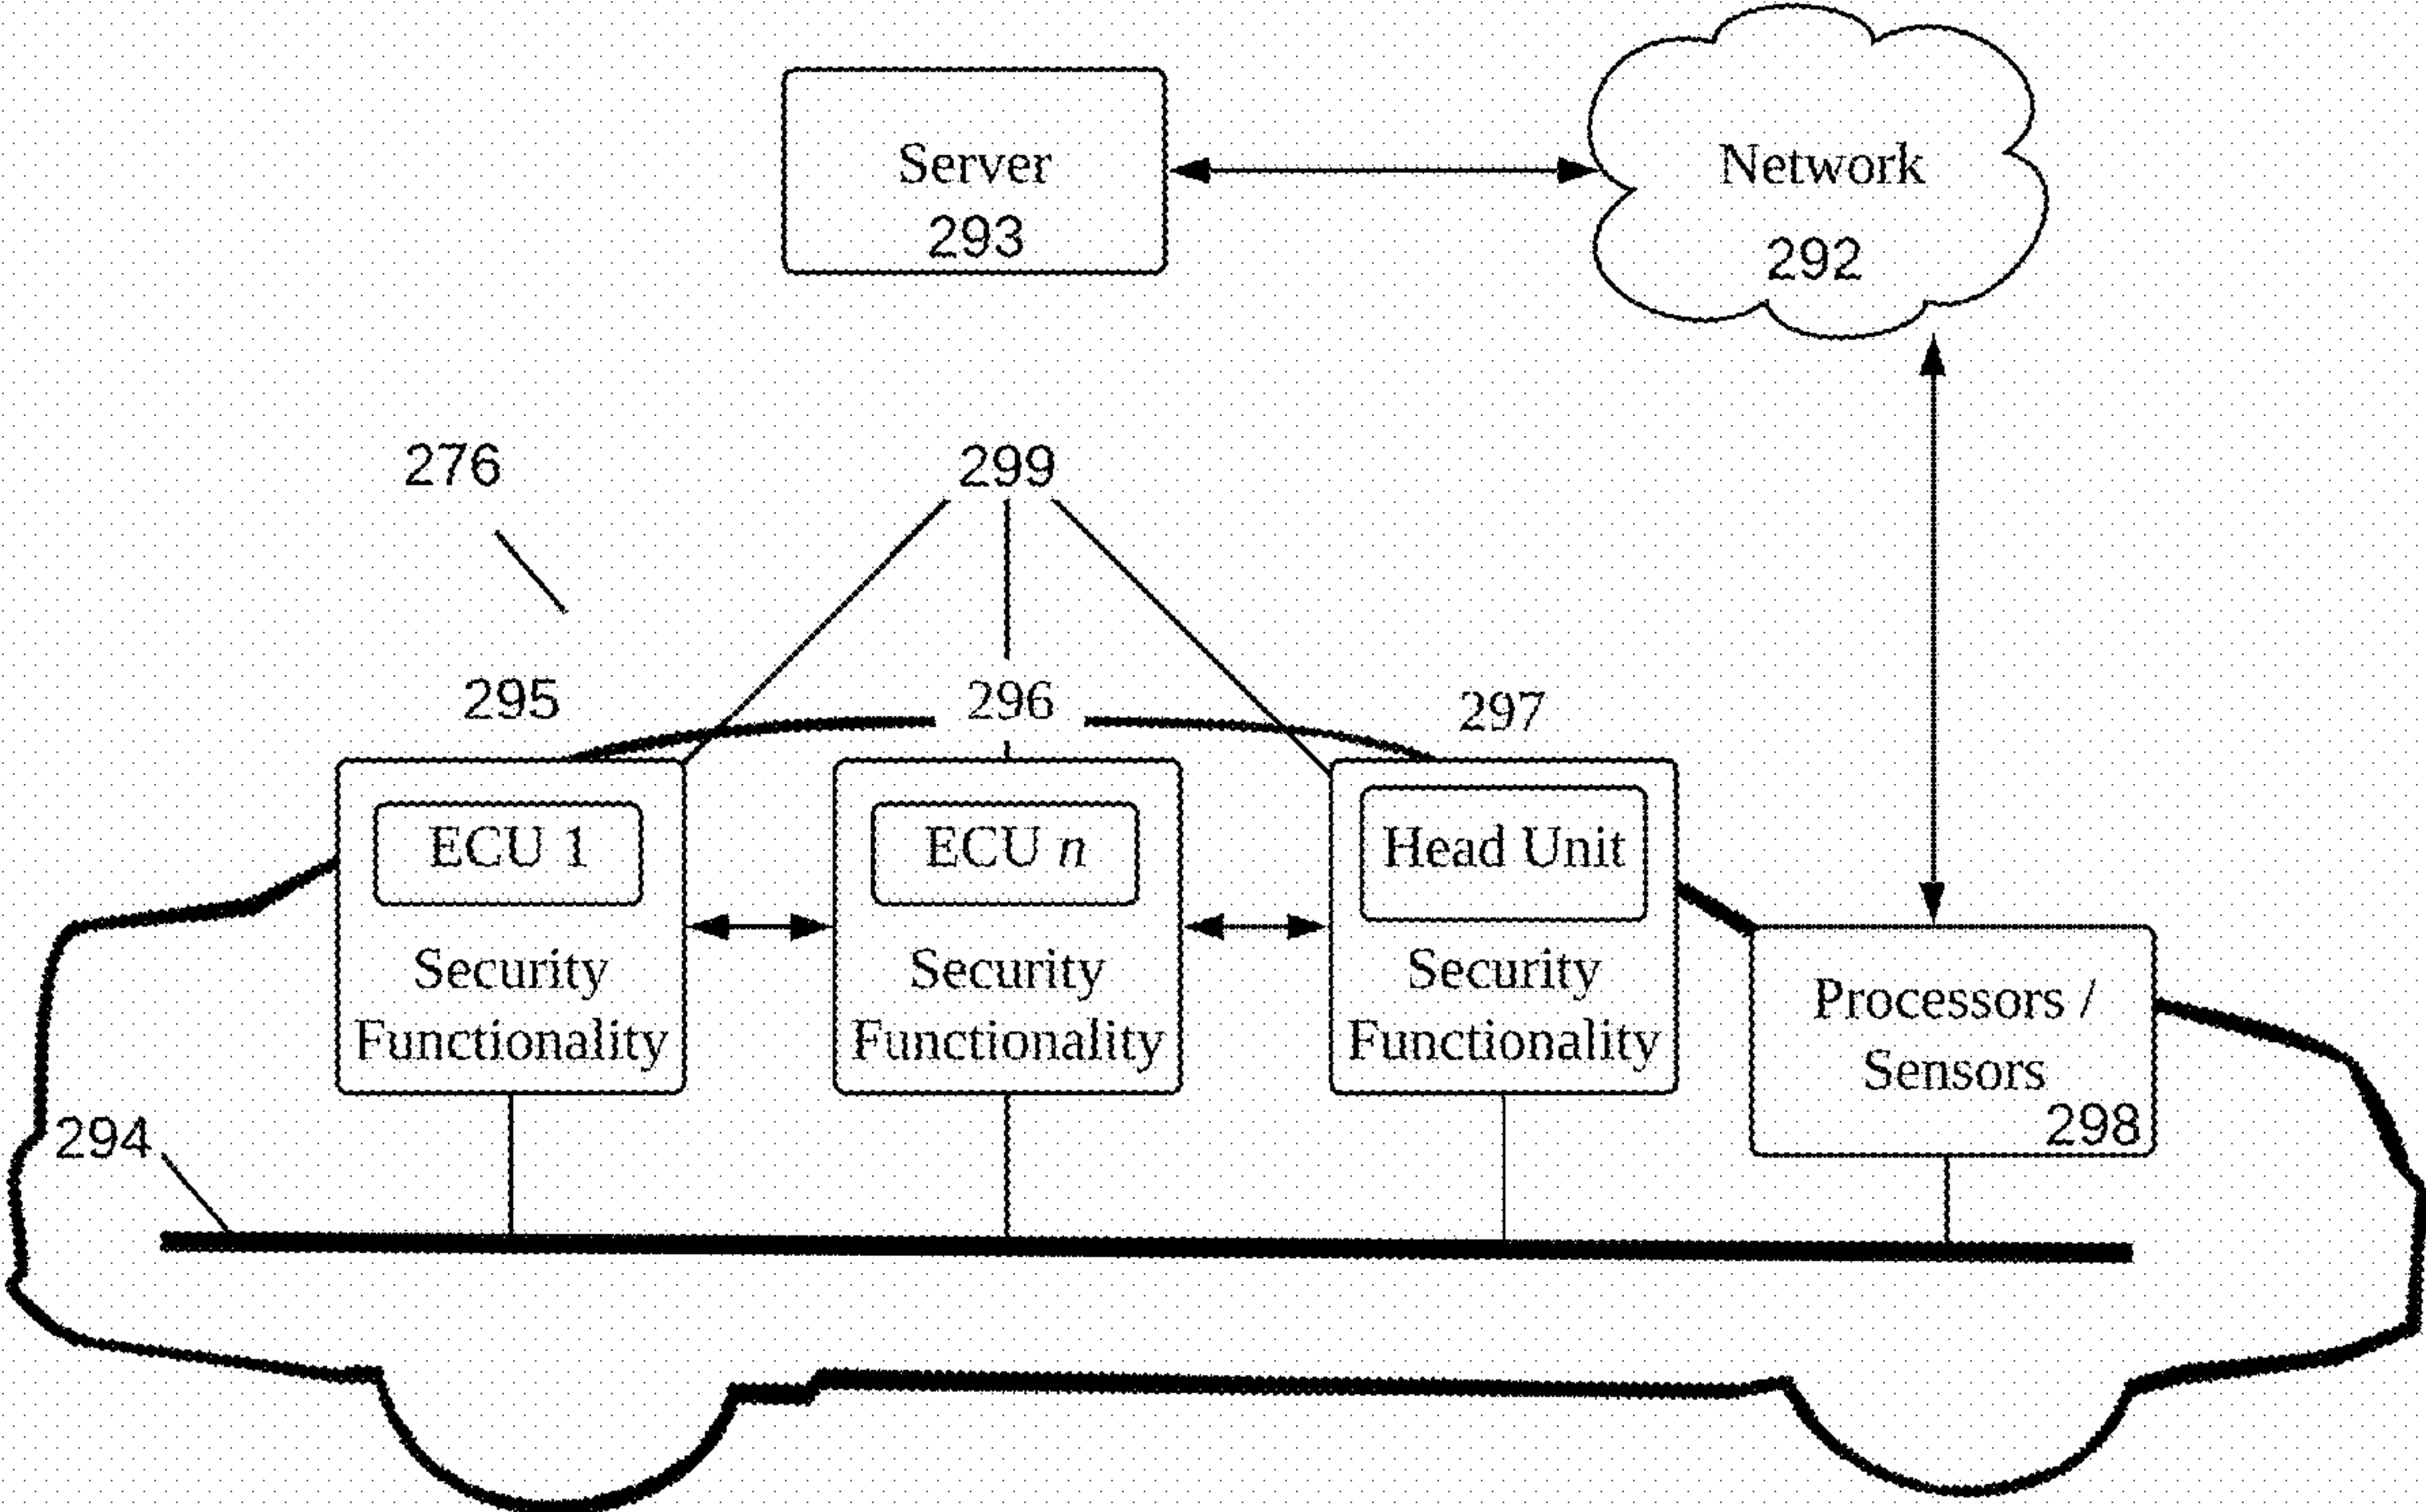 Server
293
Network
292
276
299
295
296
297
ECU 1
Security
Functionality
ECU n
Security
Functionality
Head Unit
Security
Functionality
Processors /
Sensors
298
294